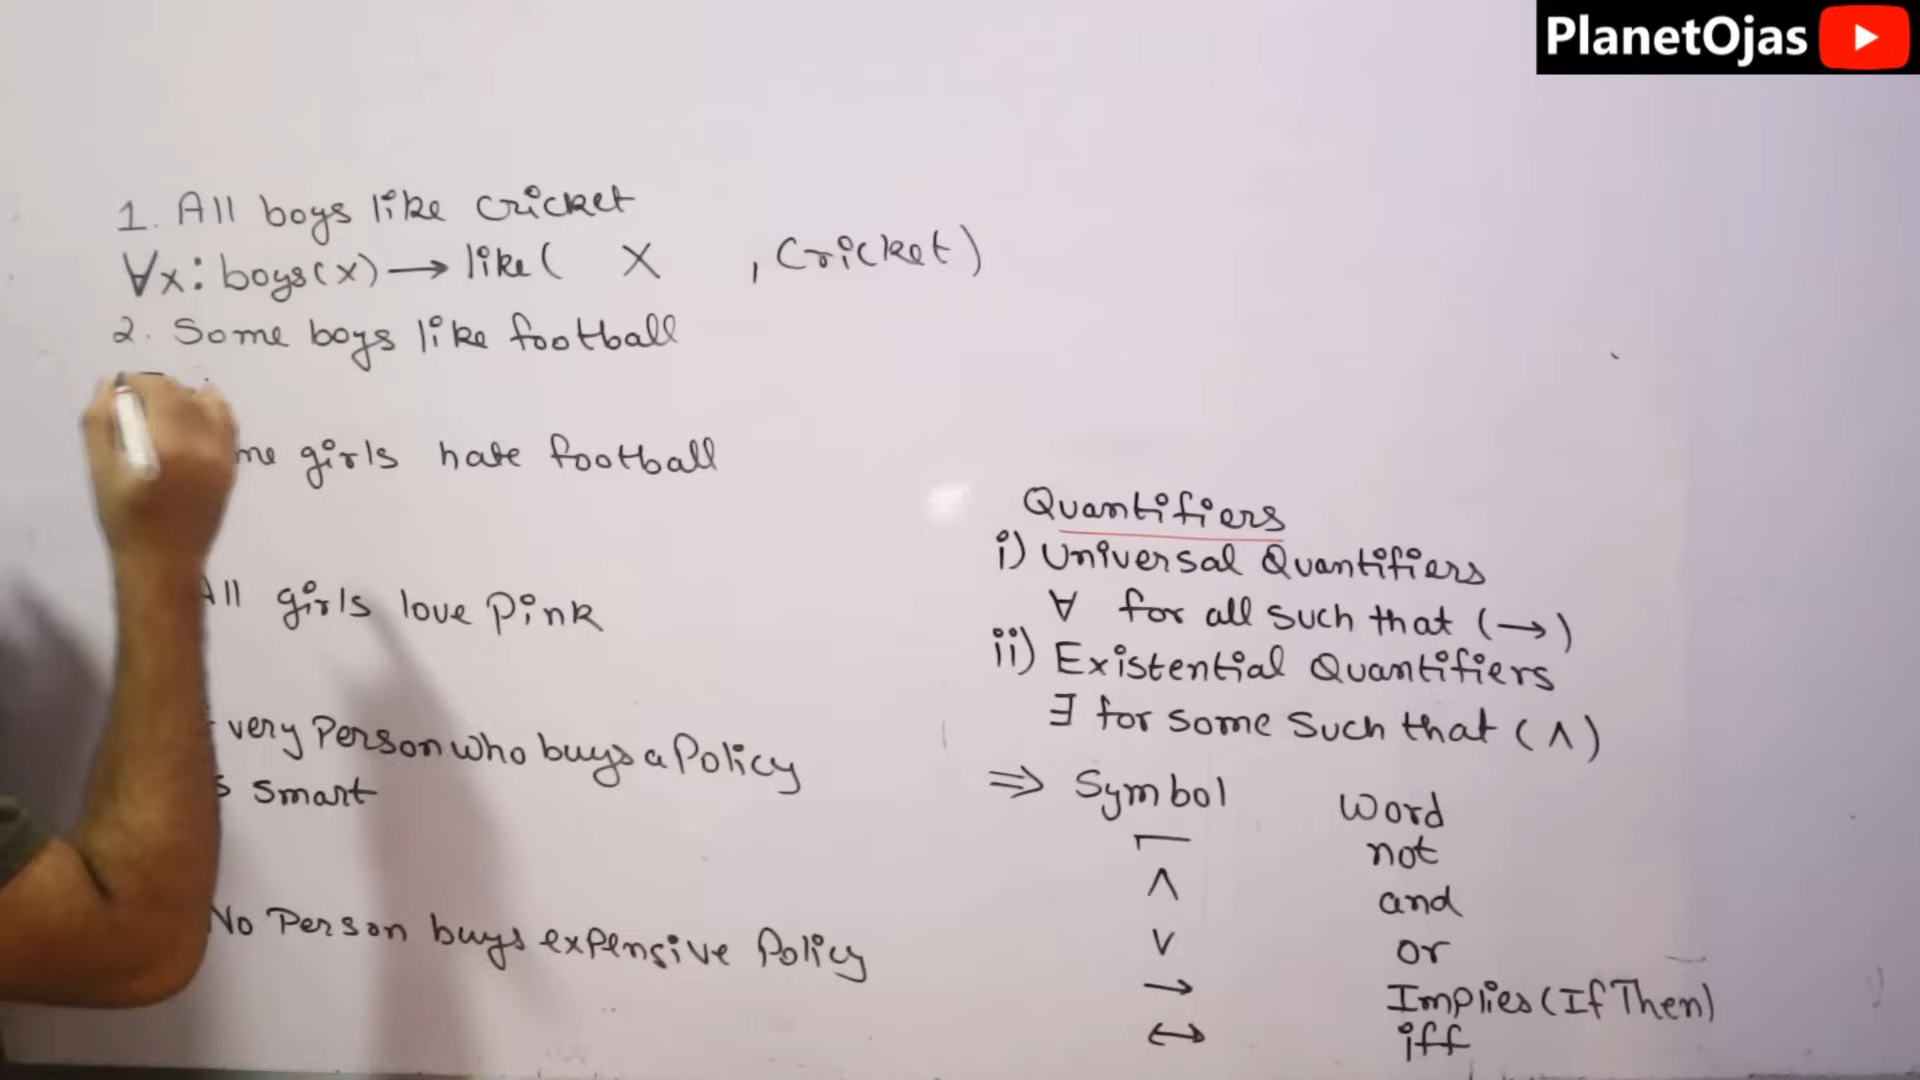 PlanetOjas
1. All boys like cricket
∀x: boys(x) → like( X , Cricket)
2. Some boys like football
me girls hate football
All girls love Pink
very Person who buys a Policy
s smart
No Person buys expensive Policy
Quantifiers
i) Universal Quantifiers
∀ for all such that (→)
ii) Existential Quantifiers
∃ for some Such that (∧)
⇒ Symbol Word
¬ not
∧ and
∨ or
→ Implies (If Then)
↔ iff